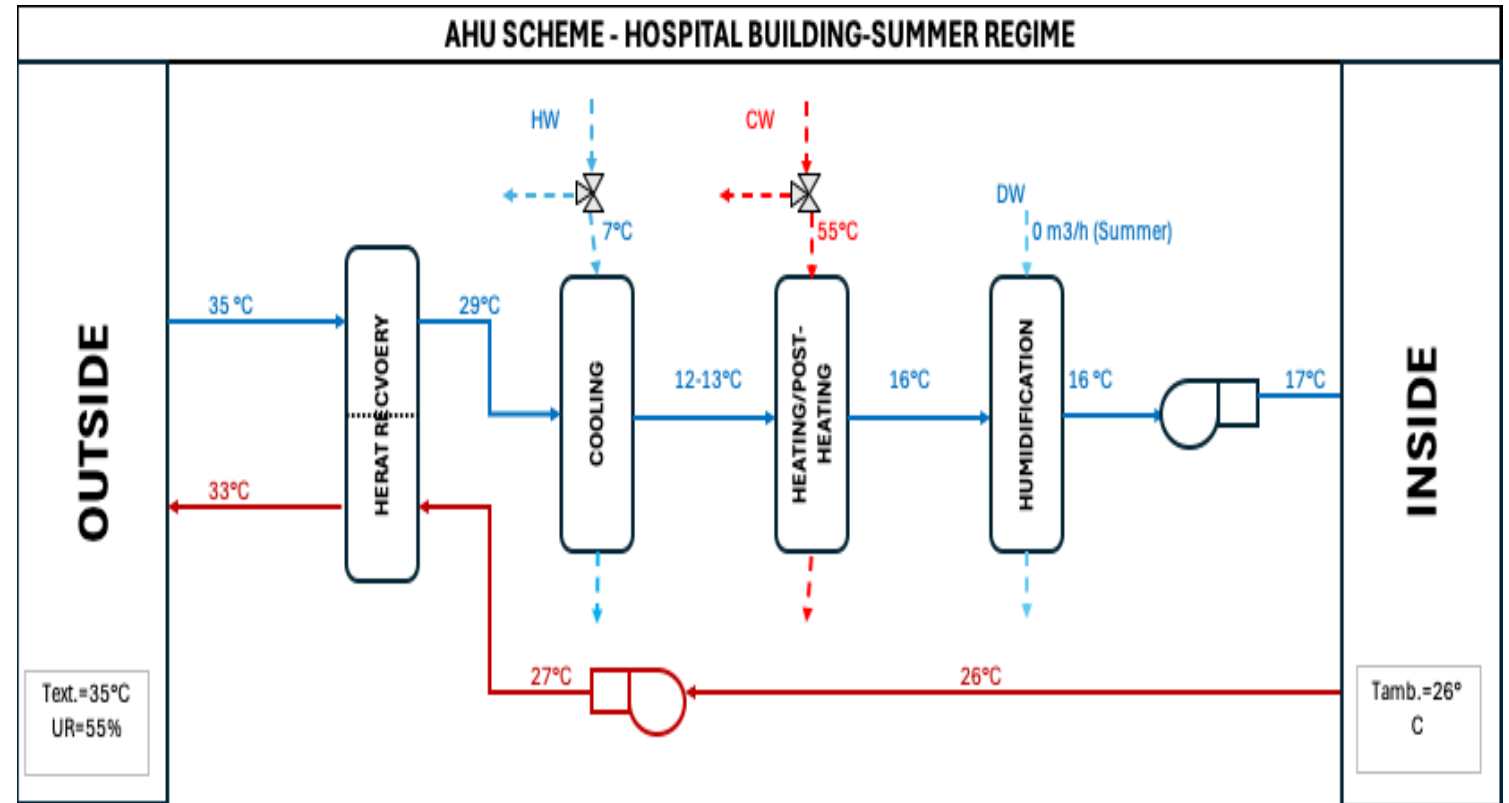 AHU SCHEME - HOSPITAL BUILDING-SUMMER REGIME
HW
CW
DW
7°C
55°C
0 m3/h (Summer)
35 °C
29°C
12-13°C
16°C
16 °C
17°C
OUTSIDE
HERAT RECVOERY
COOLING
HEATING/POST-
HEATING
HUMIDIFICATION
INSIDE
33°C
27°C
26°C
Text.=35°C
UR=55%
Tamb.=26°
C